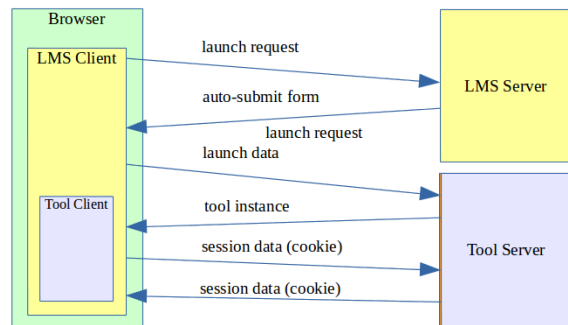 Browser
LMS Client
launch request
LMS Server
auto-submit form
launch request
launch data
Tool Client
tool instance
session data (cookie)
Tool Server
session data (cookie)